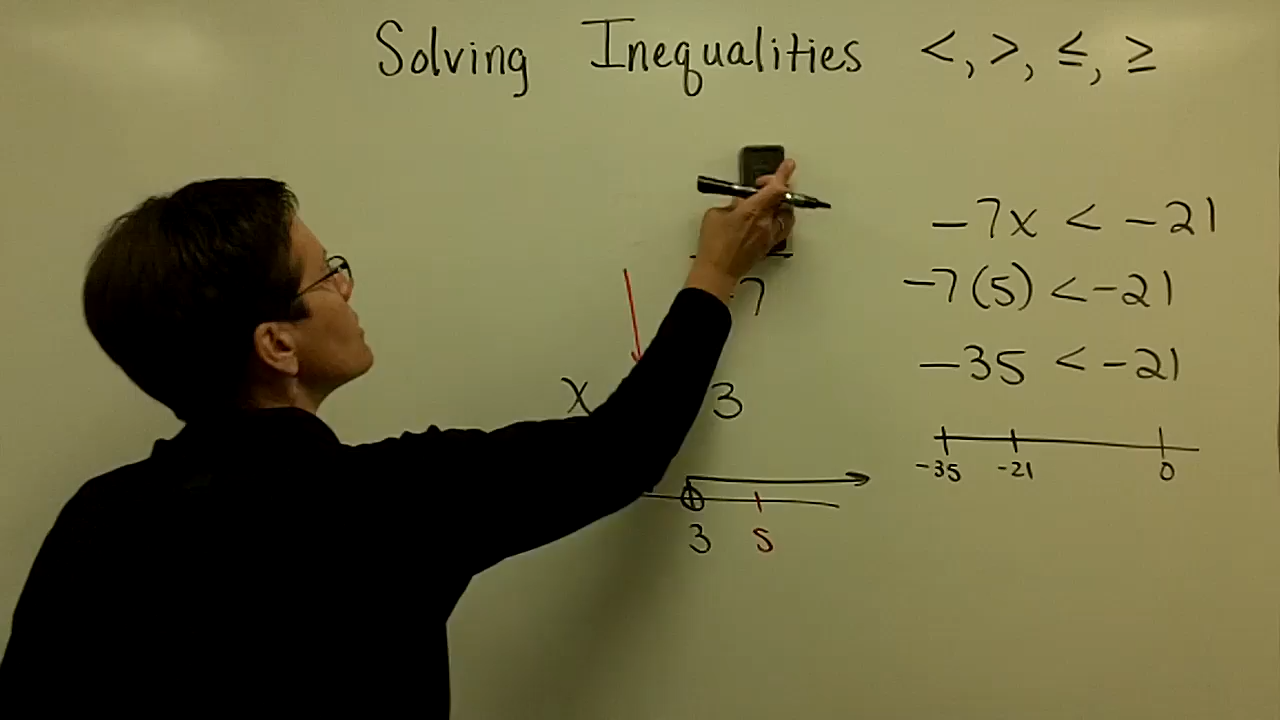 Solving Inequalities <, >, ≤, ≥
-7x < -21
-7(5) < -21
-7
-35 < -21
x 3
-35 -21 0
3 5